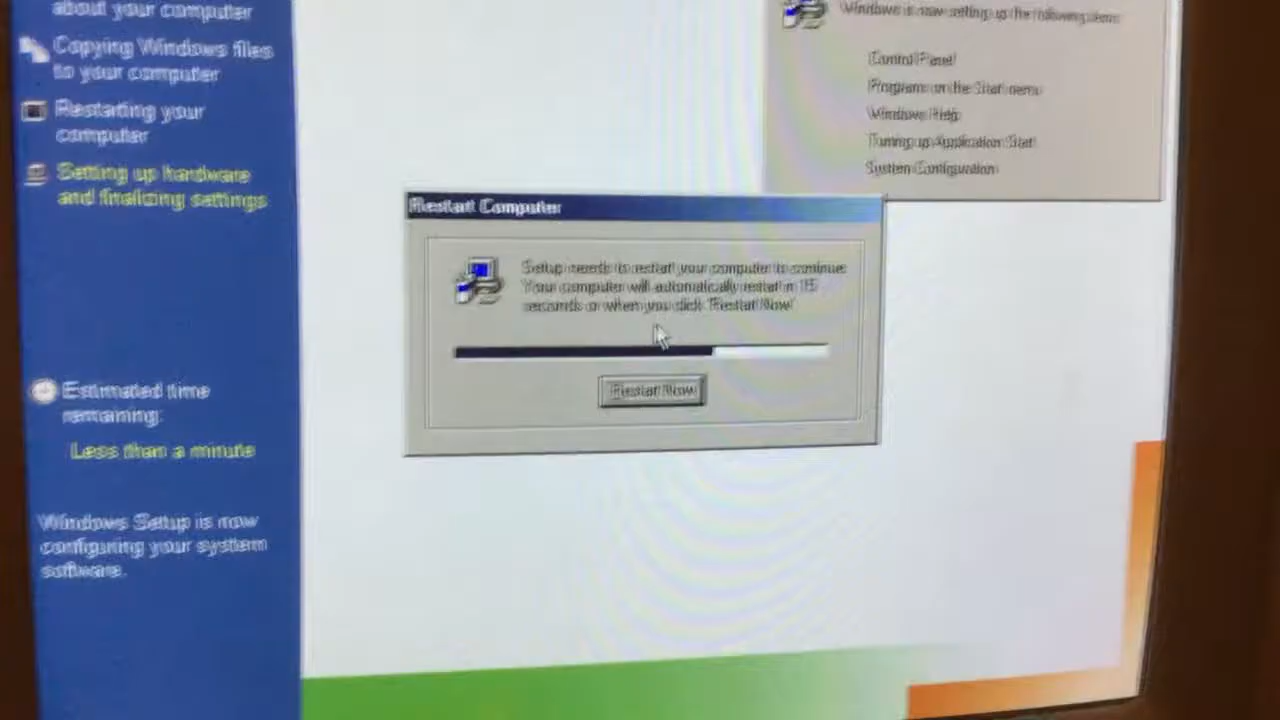 about your computer
Copying Windows files
to your computer
Restarting your
computer
Setting up hardware
and finalizing settings
Estimated time
remaining:
Less than a minute
Windows Setup is now
configuring your system
software.
Windows is now setting up the following items:
Control Panel
Programs on the Start menu
Windows Help
Tuning up Application Start
System Configuration
Restart Computer
Setup needs to restart your computer to continue.
Your computer will automatically restart in 15
seconds or when you click 'Restart Now'
Restart Now